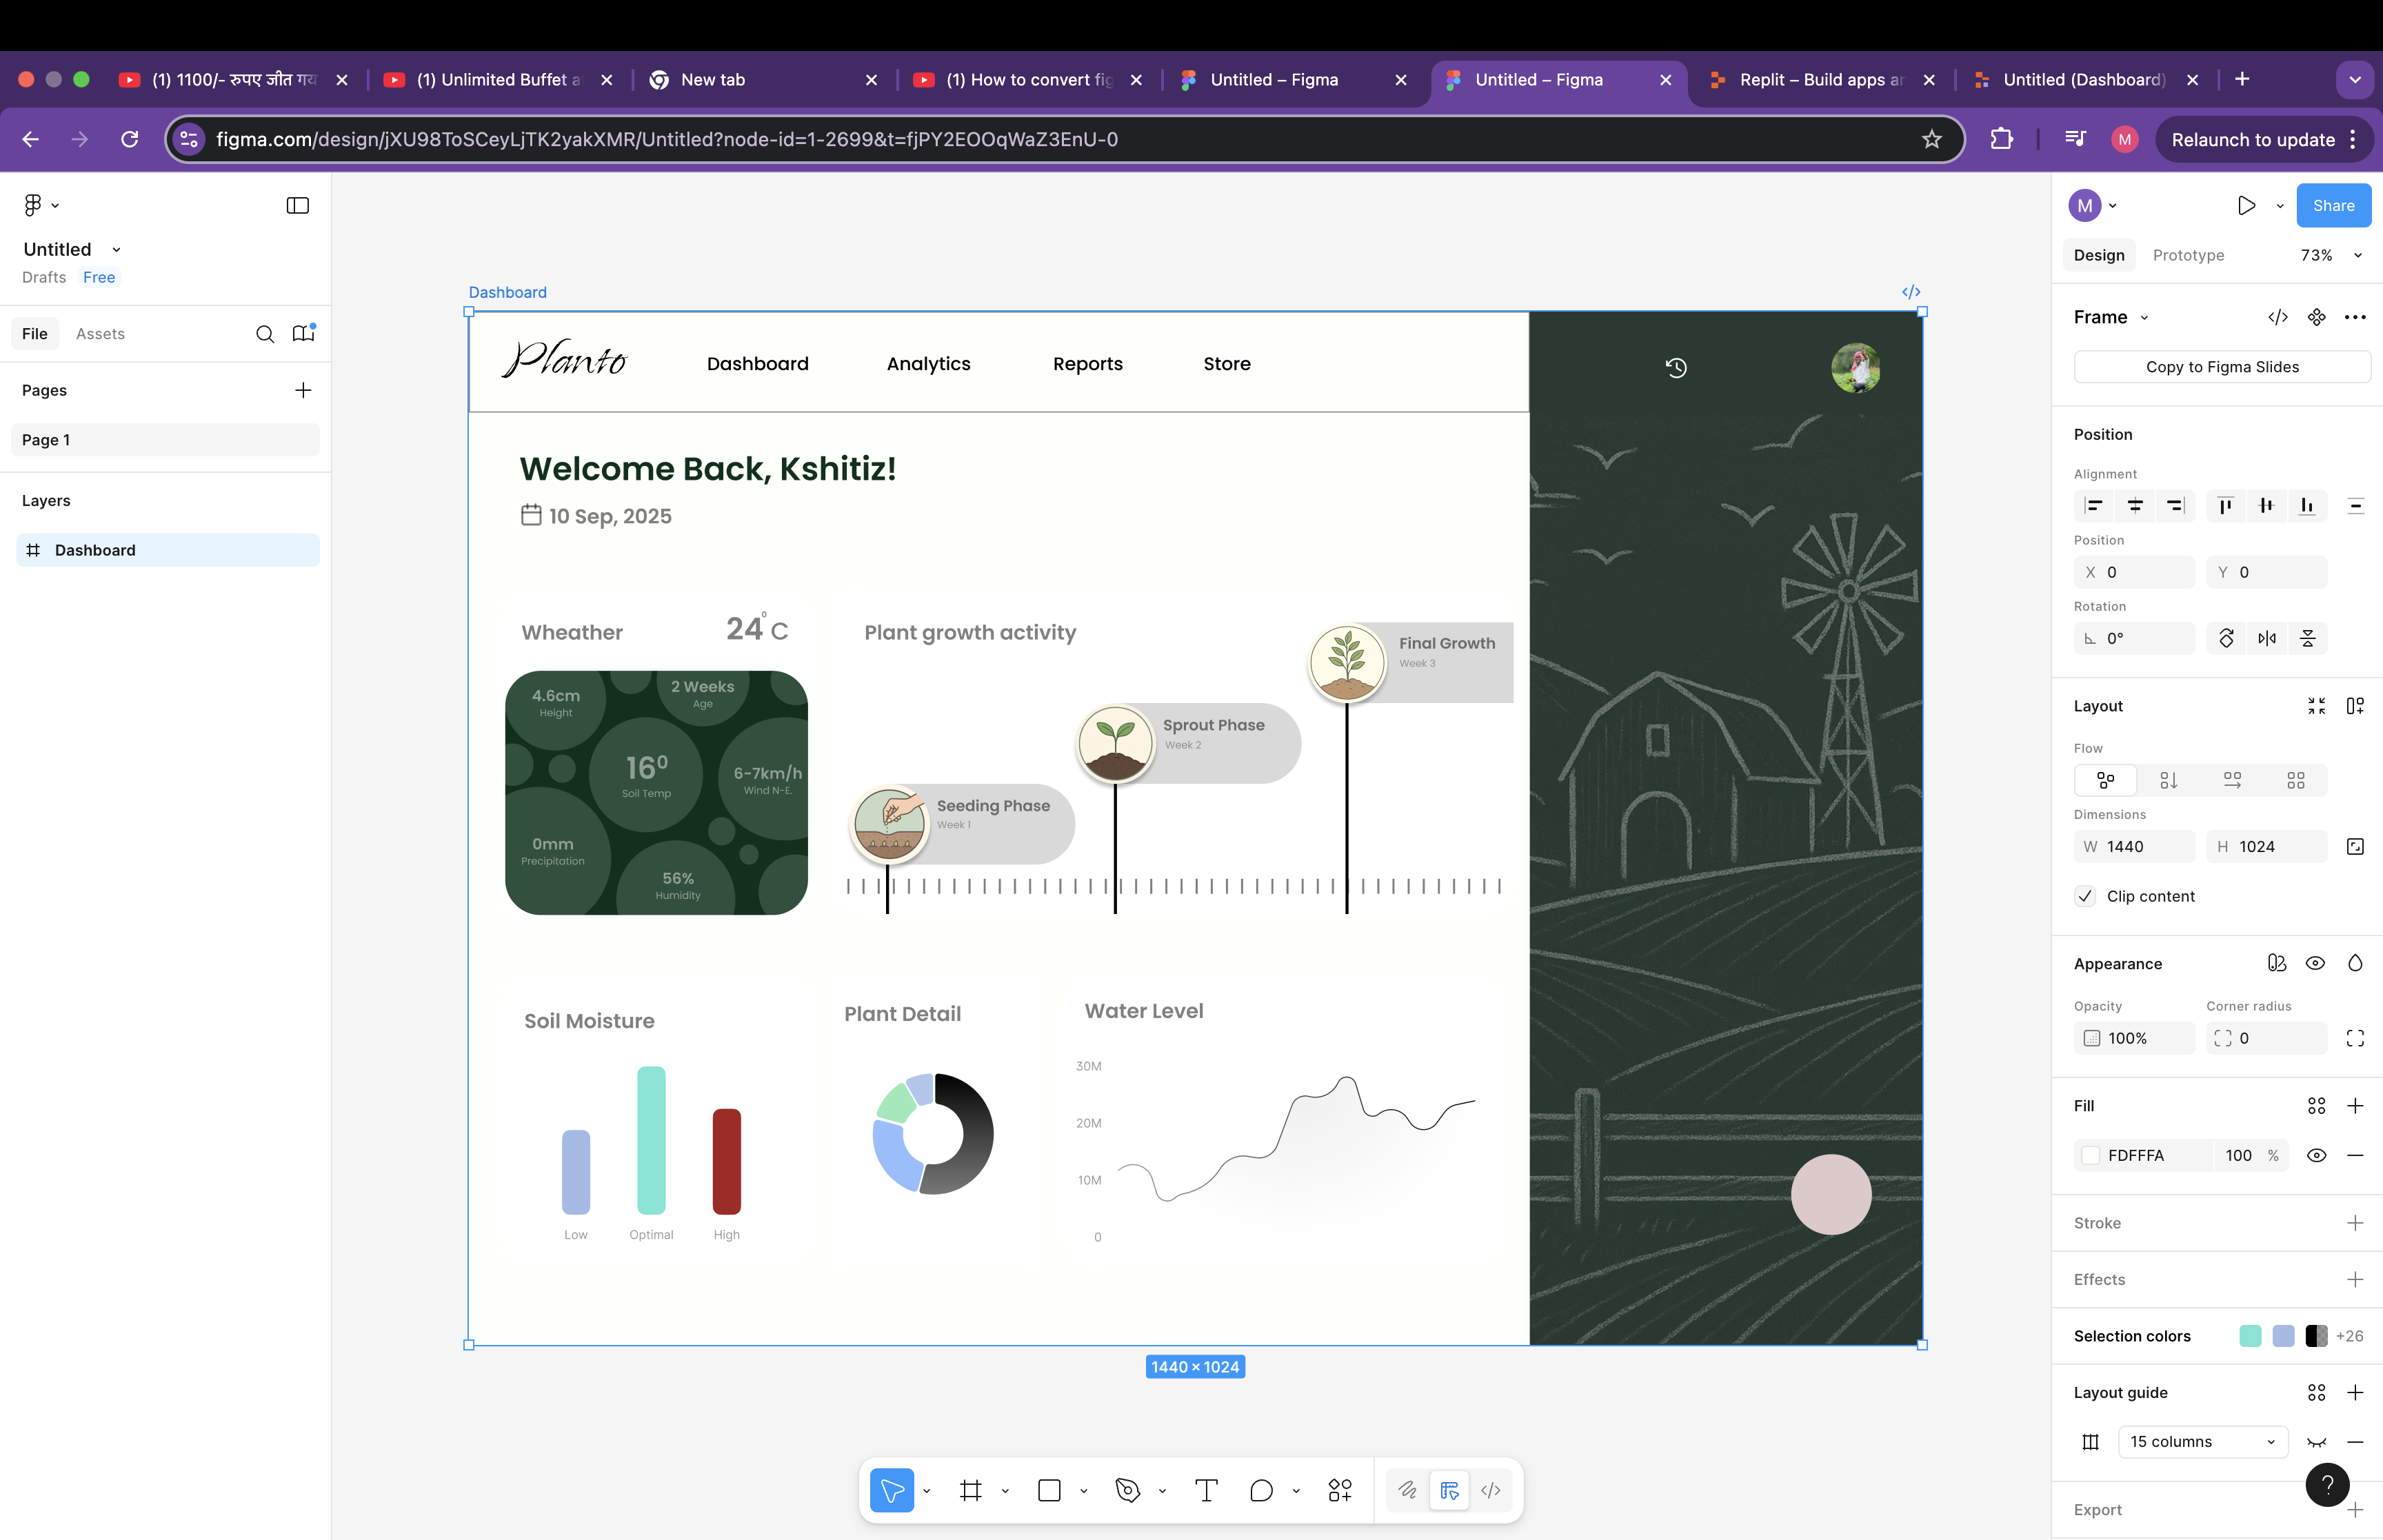 (1) 1100/- रुपए जीत गय
(1) Unlimited Buffet a
New tab
(1) How to convert fig
Untitled – Figma
Untitled – Figma
Replit – Build apps ar
Untitled (Dashboard)
figma.com/design/jXU98ToSCeyLjTK2yakXMR/Untitled?node-id=1-2699&t=fjPY2EOOqWaZ3EnU-0
M
Relaunch to update
Untitled
Drafts Free
File Assets
Pages
Page 1
Layers
Dashboard
Dashboard
Planto
Dashboard
Analytics
Reports
Store
Welcome Back, Kshitiz!
10 Sep, 2025
Wheather
24° C
4.6cm
Height
2 Weeks
Age
16⁰
Soil Temp
6-7km/h
Wind N-E.
0mm
Precipitation
56%
Humidity
Plant growth activity
Final Growth
Week 3
Sprout Phase
Week 2
Seeding Phase
Week 1
Soil Moisture
Low
Optimal
High
Plant Detail
Water Level
30M
20M
10M
0
1440 × 1024
M
Share
Design
Prototype
73%
Frame
Copy to Figma Slides
Position
Alignment
Position
X 0
Y 0
Rotation
0°
Layout
Flow
Dimensions
W 1440
H 1024
Clip content
Appearance
Opacity
Corner radius
100%
0
Fill
FDFFFA
100 %
Stroke
Effects
Selection colors
+26
Layout guide
15 columns
?
Export